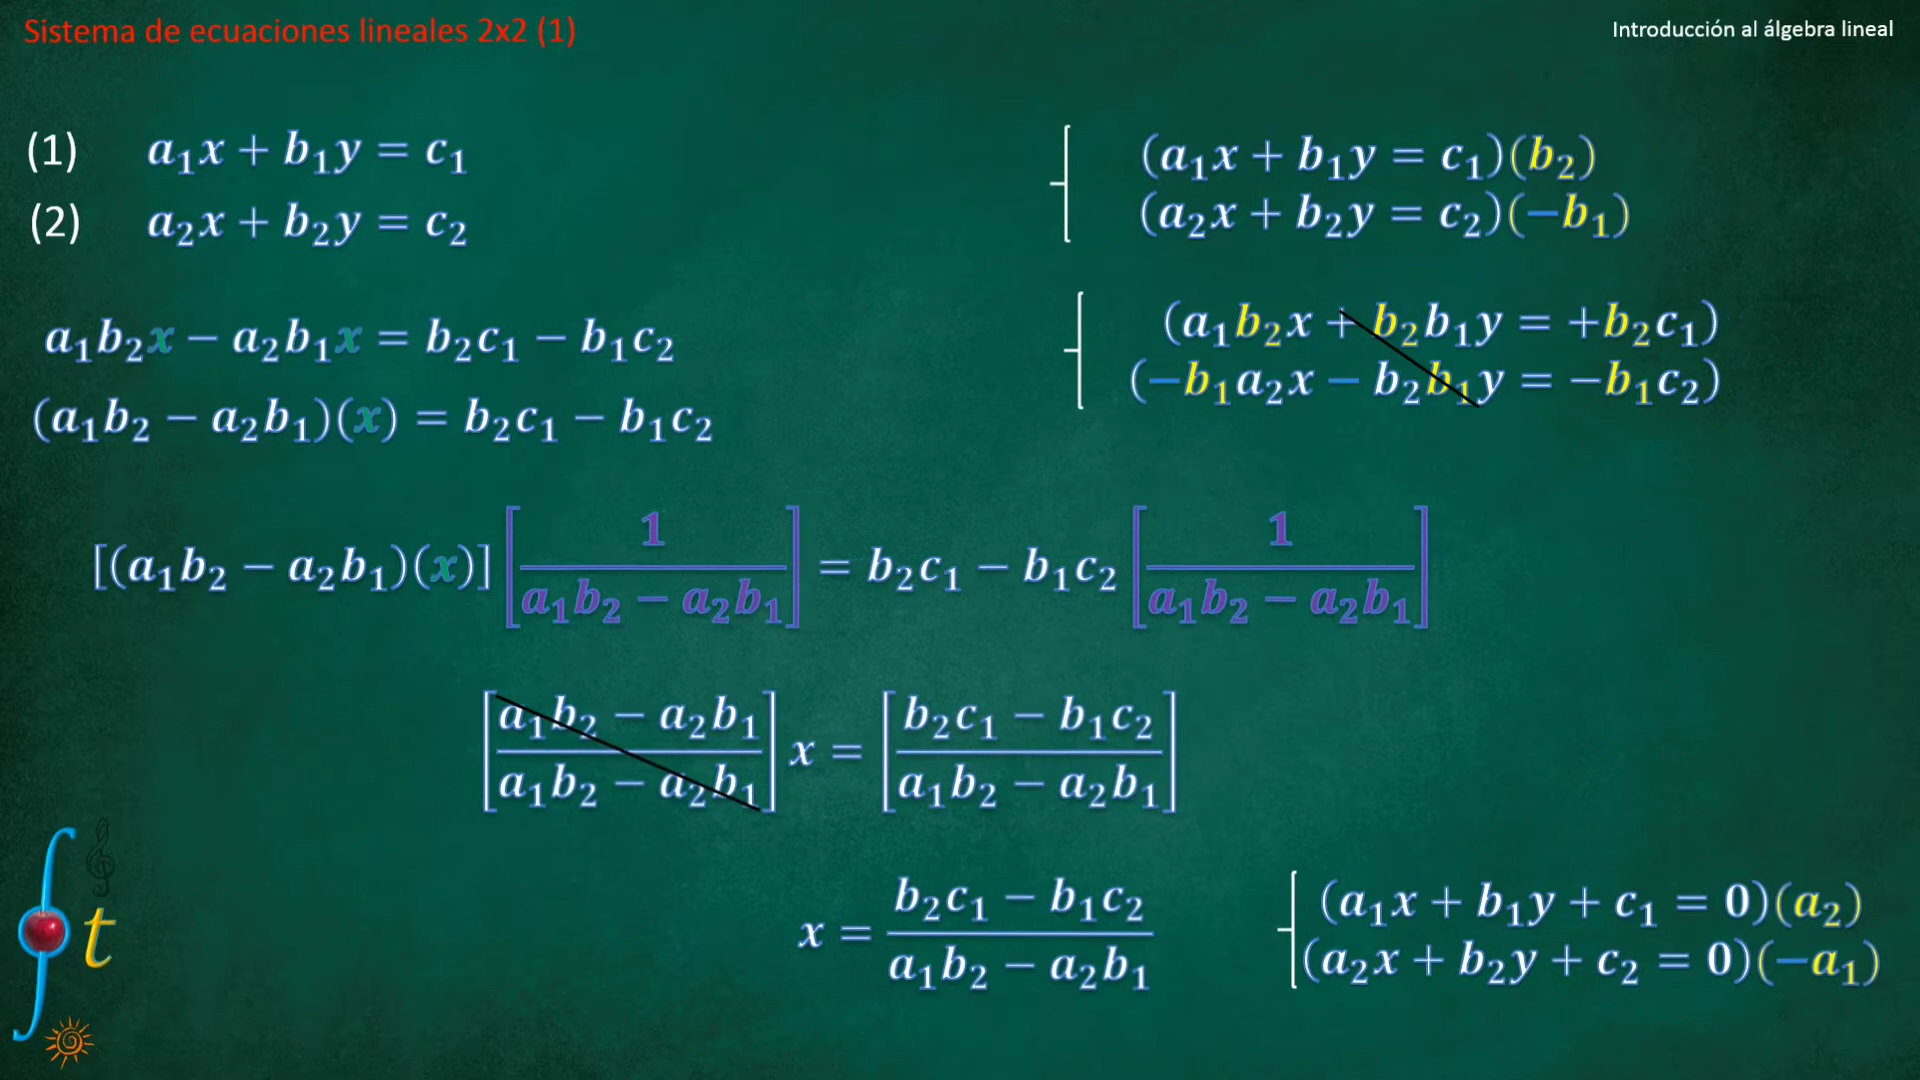 Sistema de ecuaciones lineales 2x2 (1)
Introducción al álgebra lineal
(1) a₁x + b₁y = c₁
(2) a₂x + b₂y = c₂
(a₁x + b₁y = c₁)(b₂)
(a₂x + b₂y = c₂)(−b₁)
(a₁b₂x + b₂b₁y = +b₂c₁)
(−b₁a₂x − b₂b₁y = −b₁c₂)
a₁b₂x − a₂b₁x = b₂c₁ − b₁c₂
(a₁b₂ − a₂b₁)(x) = b₂c₁ − b₁c₂
[(a₁b₂ − a₂b₁)(x)] [1 / a₁b₂ − a₂b₁] = b₂c₁ − b₁c₂ [1 / a₁b₂ − a₂b₁]
[a₁b₂ − a₂b₁ / a₁b₂ − a₂b₁] x = [b₂c₁ − b₁c₂ / a₁b₂ − a₂b₁]
x = b₂c₁ − b₁c₂ / a₁b₂ − a₂b₁
(a₁x + b₁y + c₁ = 0)(a₂)
(a₂x + b₂y + c₂ = 0)(−a₁)
t